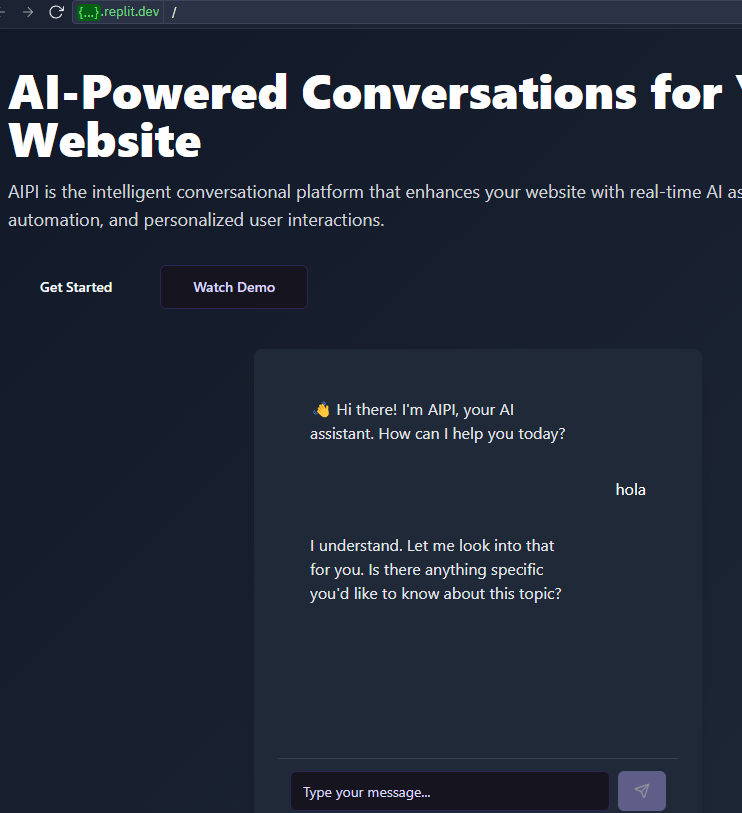 {...}.replit.dev /
AI-Powered Conversations for
Website
AIPI is the intelligent conversational platform that enhances your website with real-time AI
automation, and personalized user interactions.
Get Started
Watch Demo
👋 Hi there! I'm AIPI, your AI
assistant. How can I help you today?
hola
I understand. Let me look into that
for you. Is there anything specific
you'd like to know about this topic?
Type your message...